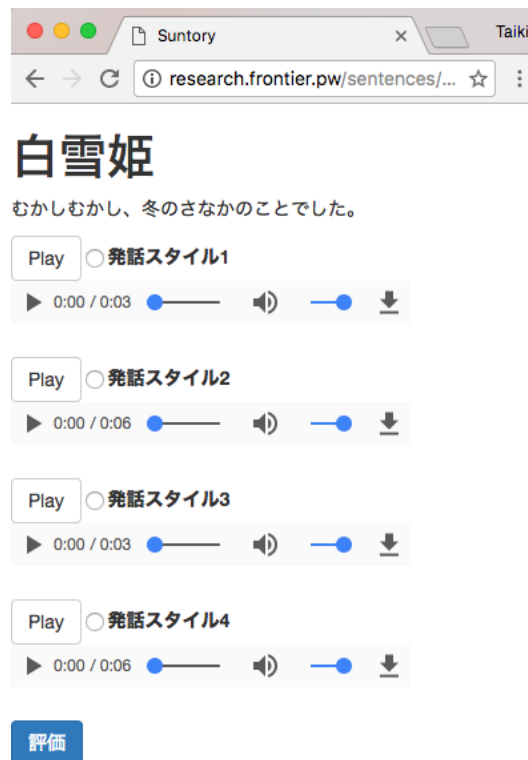 Suntory
Taiki
research.frontier.pw/sentences/...
白雪姫
むかしむかし、冬のさなかのことでした。
Play 発話スタイル1
0:00 / 0:03
Play 発話スタイル2
0:00 / 0:06
Play 発話スタイル3
0:00 / 0:03
Play 発話スタイル4
0:00 / 0:06
評価